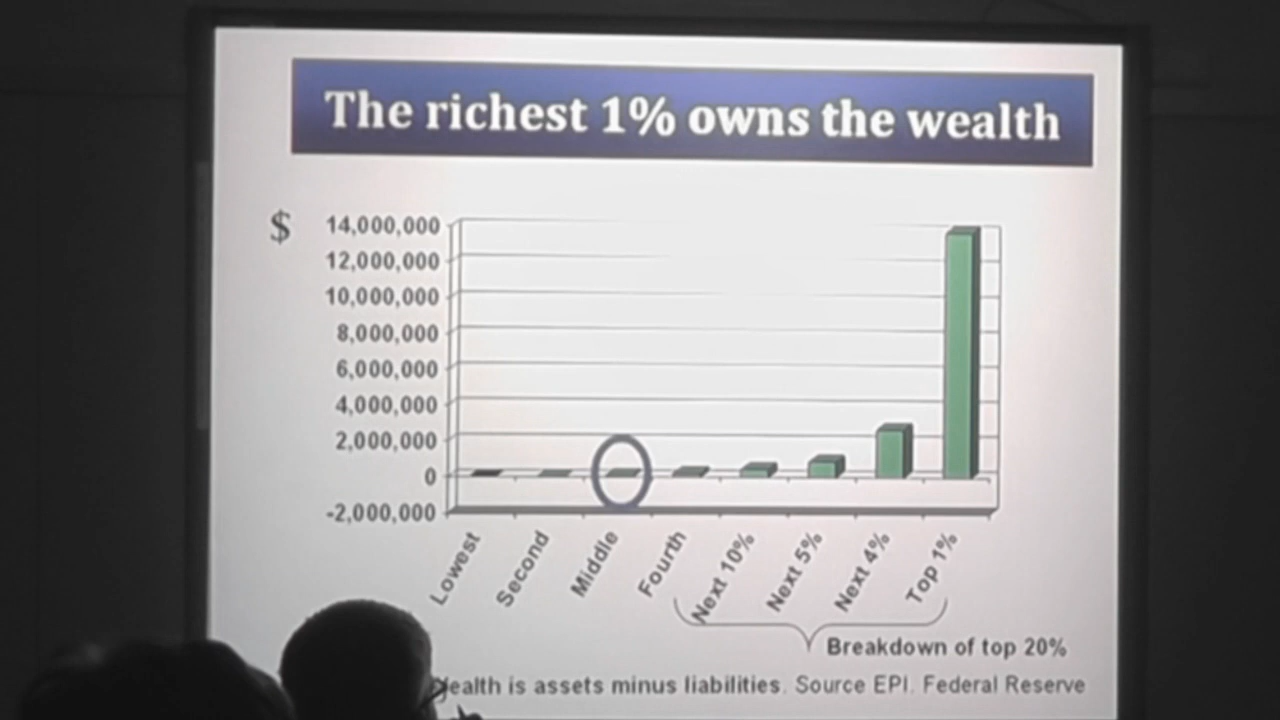 The richest 1% owns the wealth
$
14,000,000
12,000,000
10,000,000
8,000,000
6,000,000
4,000,000
2,000,000
0
-2,000,000
Lowest
Second
Middle
Fourth
Next 10%
Next 5%
Next 4%
Top 1%
Breakdown of top 20%
Wealth is assets minus liabilities. Source EPI. Federal Reserve